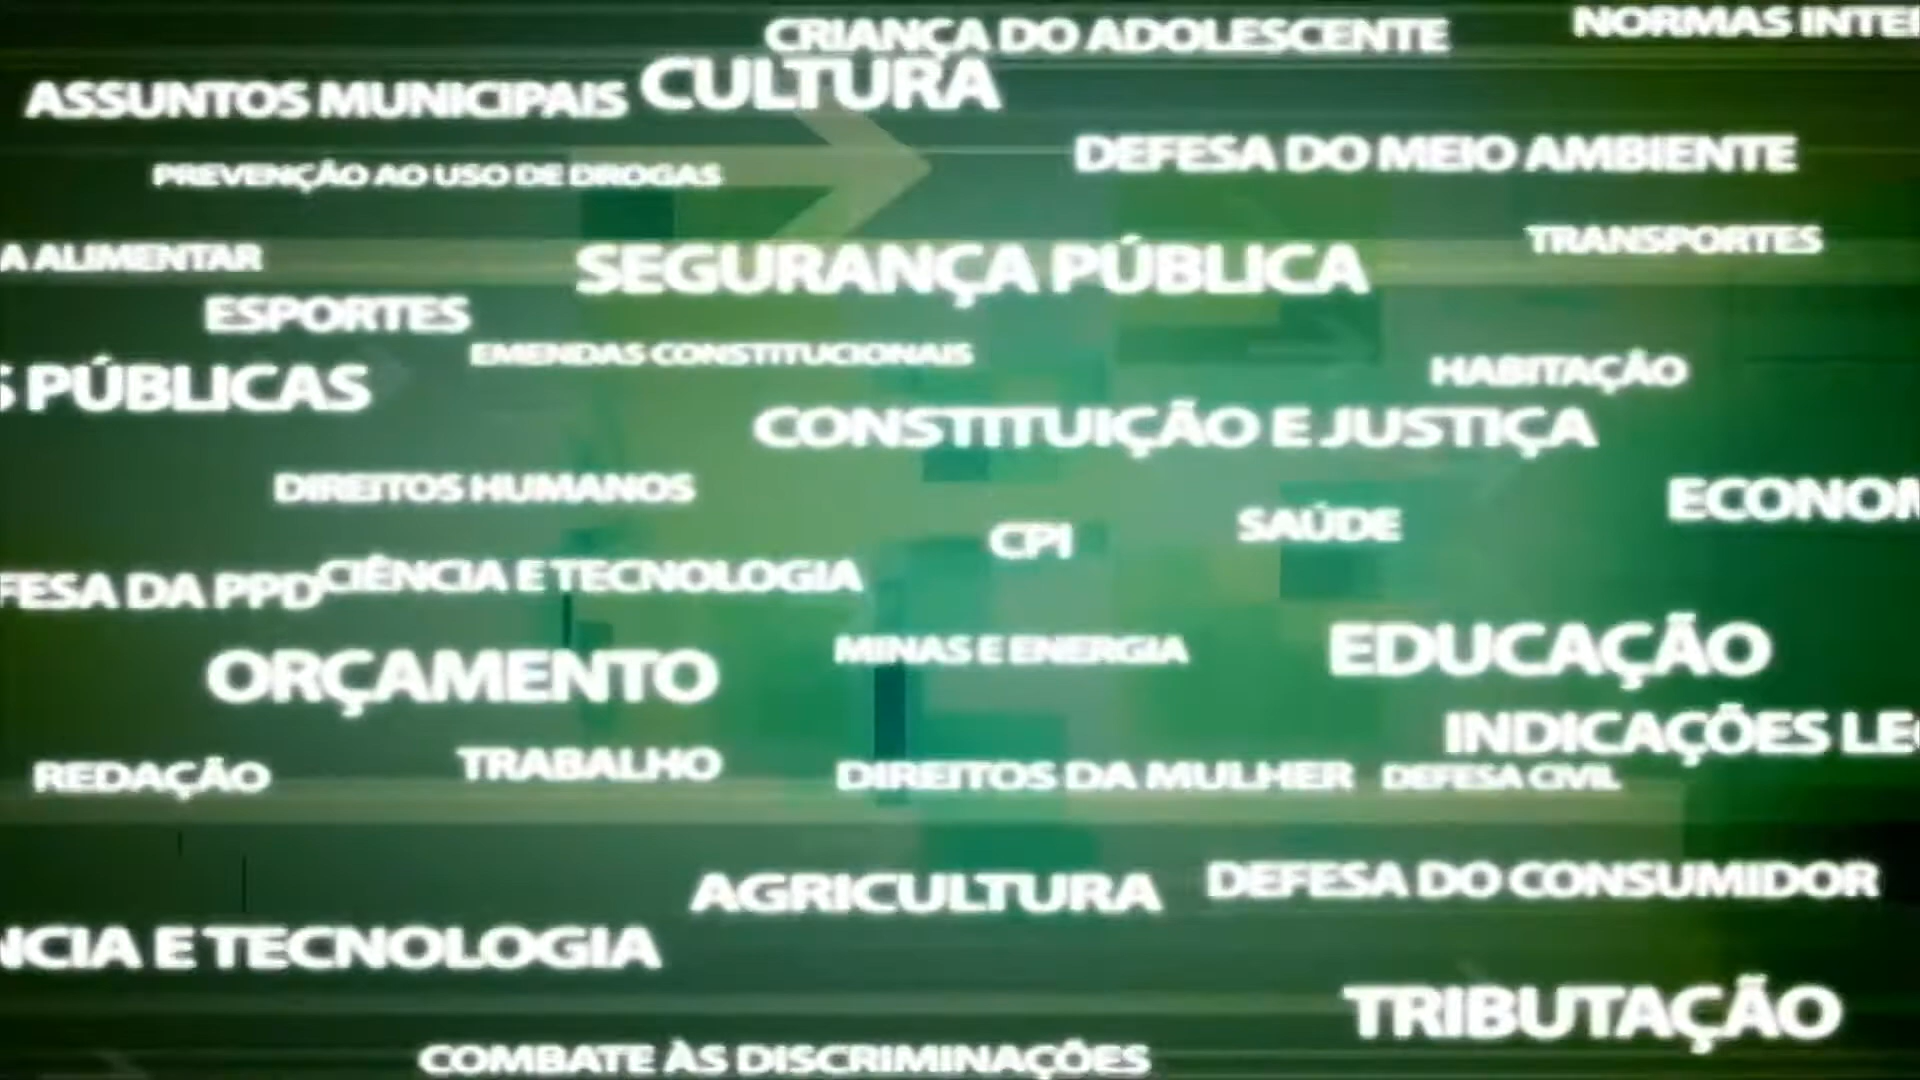 CRIANÇA DO ADOLESCENTE
NORMAS INTE
ASSUNTOS MUNICIPAIS
CULTURA
DEFESA DO MEIO AMBIENTE
PREVENÇÃO AO USO DE DROGAS
TRANSPORTES
A ALIMENTAR
SEGURANÇA PÚBLICA
ESPORTES
EMENDAS CONSTITUCIONAIS
HABITAÇÃO
S PÚBLICAS
CONSTITUIÇÃO E JUSTIÇA
DIREITOS HUMANOS
ECONOM
CPI
SAÚDE
FESA DA PPD
CIÊNCIA E TECNOLOGIA
MINAS E ENERGIA
EDUCAÇÃO
ORÇAMENTO
INDICAÇÕES LE
REDAÇÃO
TRABALHO
DIREITOS DA MULHER
DEFESA CIVIL
AGRICULTURA
DEFESA DO CONSUMIDOR
NCIA E TECNOLOGIA
TRIBUTAÇÃO
COMBATE ÀS DISCRIMINAÇÕES